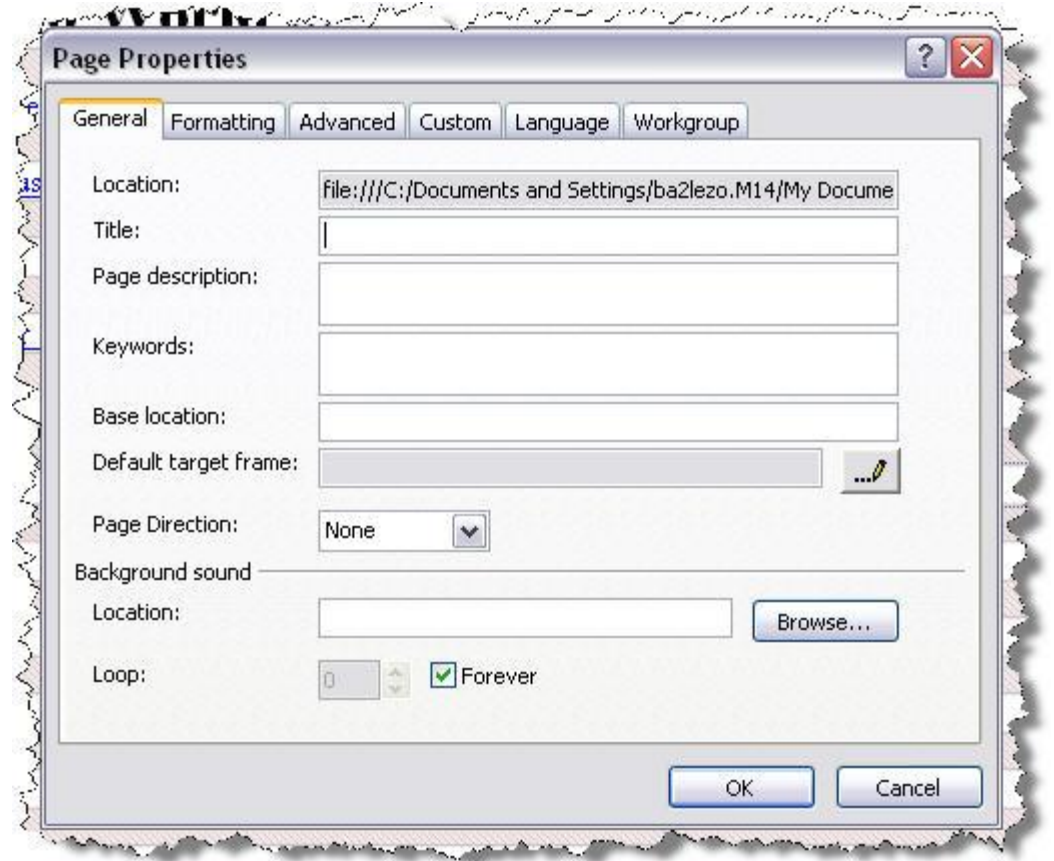 Page Properties
General Formatting Advanced Custom Language Workgroup
Location: file:///C:/Documents and Settings/ba2lezo.M14/My Docume
Title:
Page description:
Keywords:
Base location:
Default target frame: ...
Page Direction: None
Background sound
Location: Browse...
Loop: 0 Forever
OK Cancel